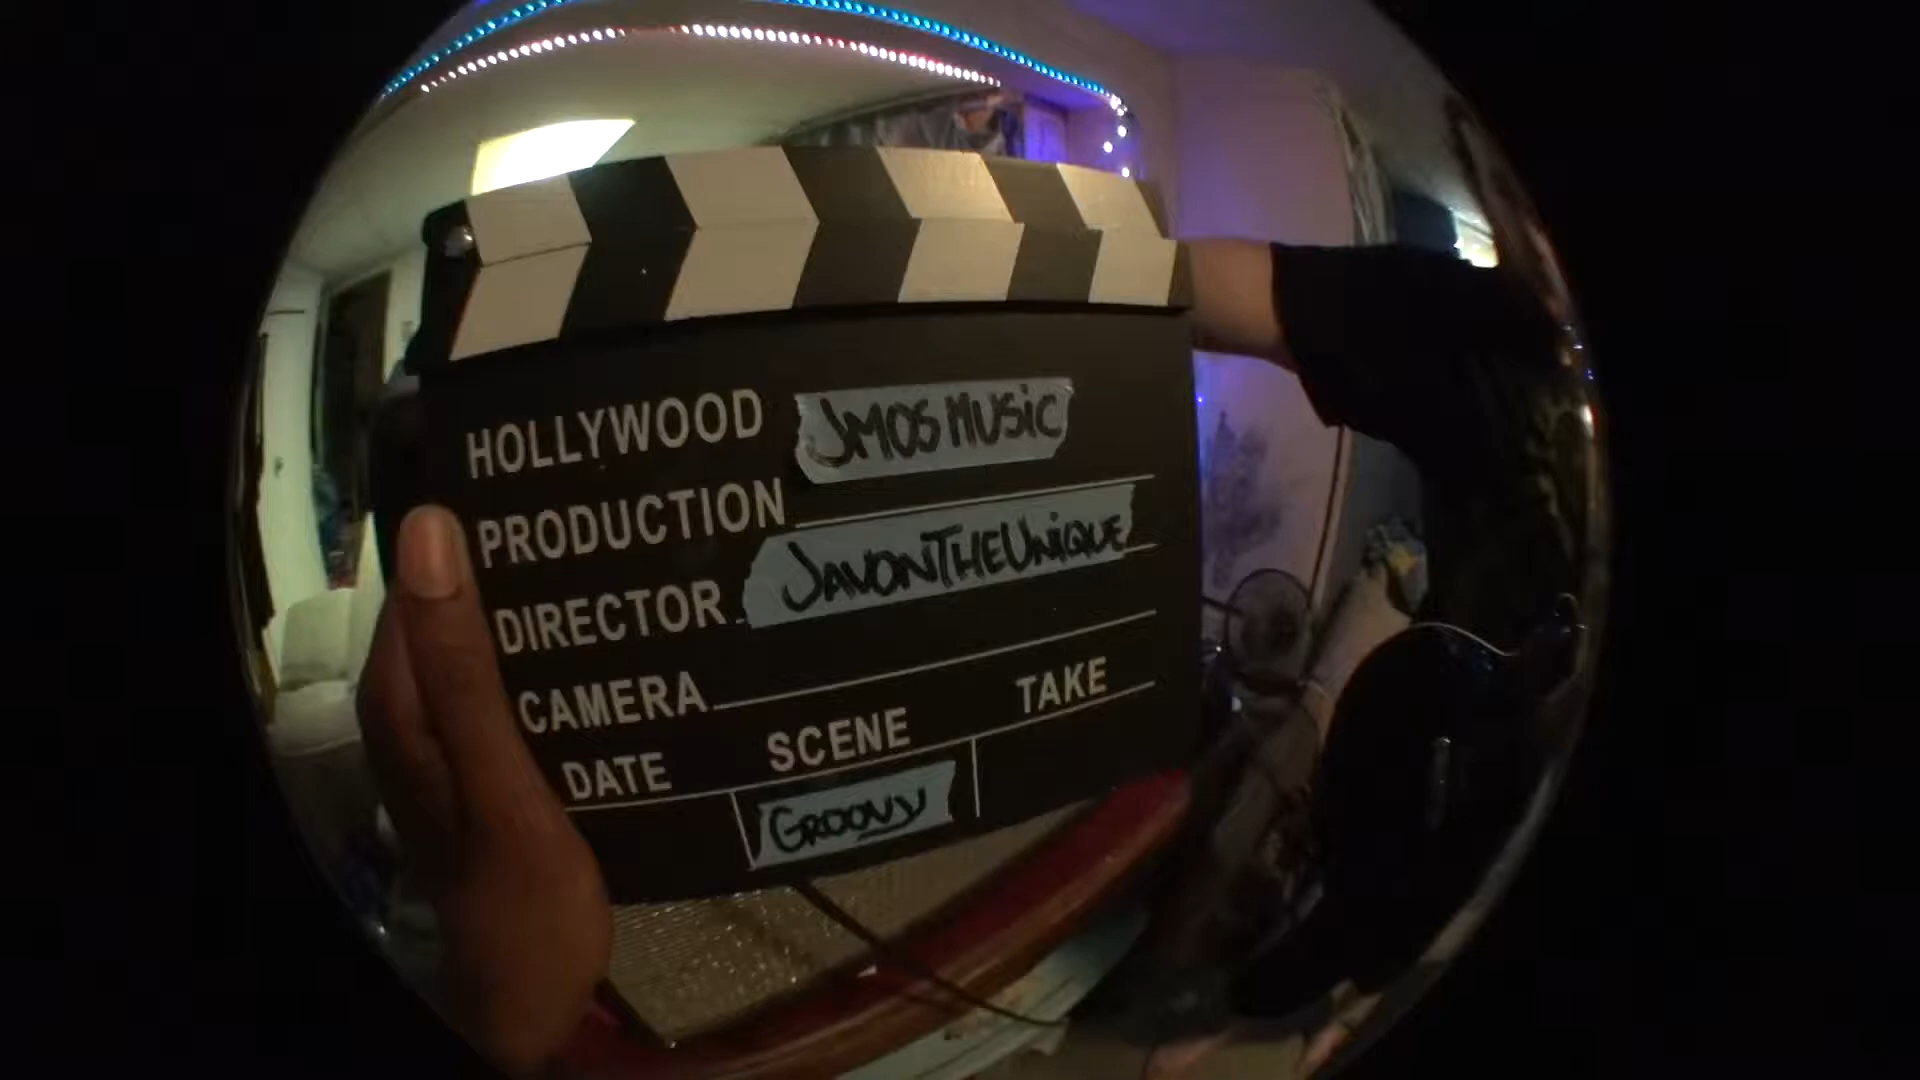 HOLLYWOOD JMOS MUSiC
PRODUCTION
DIRECTOR JAVONTHEUNiQUE
CAMERA
DATE SCENE TAKE
GROOVY